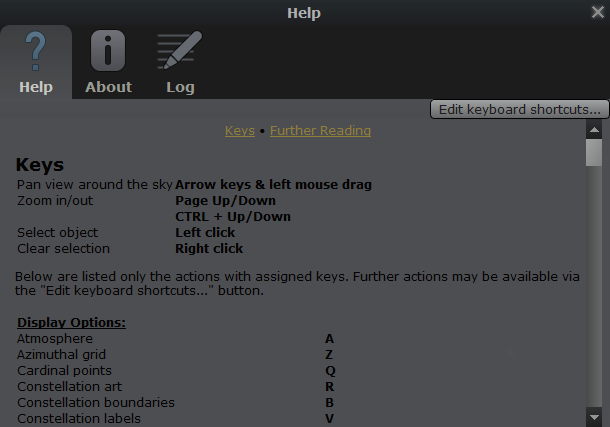 Help
Help
About
Log
Edit keyboard shortcuts...
Keys • Further Reading
Keys
Pan view around the sky Arrow keys & left mouse drag
Zoom in/out Page Up/Down
CTRL + Up/Down
Select object Left click
Clear selection Right click
Below are listed only the actions with assigned keys. Further actions may be available via
the "Edit keyboard shortcuts..." button.
Display Options:
Atmosphere A
Azimuthal grid Z
Cardinal points Q
Constellation art R
Constellation boundaries B
Constellation labels V